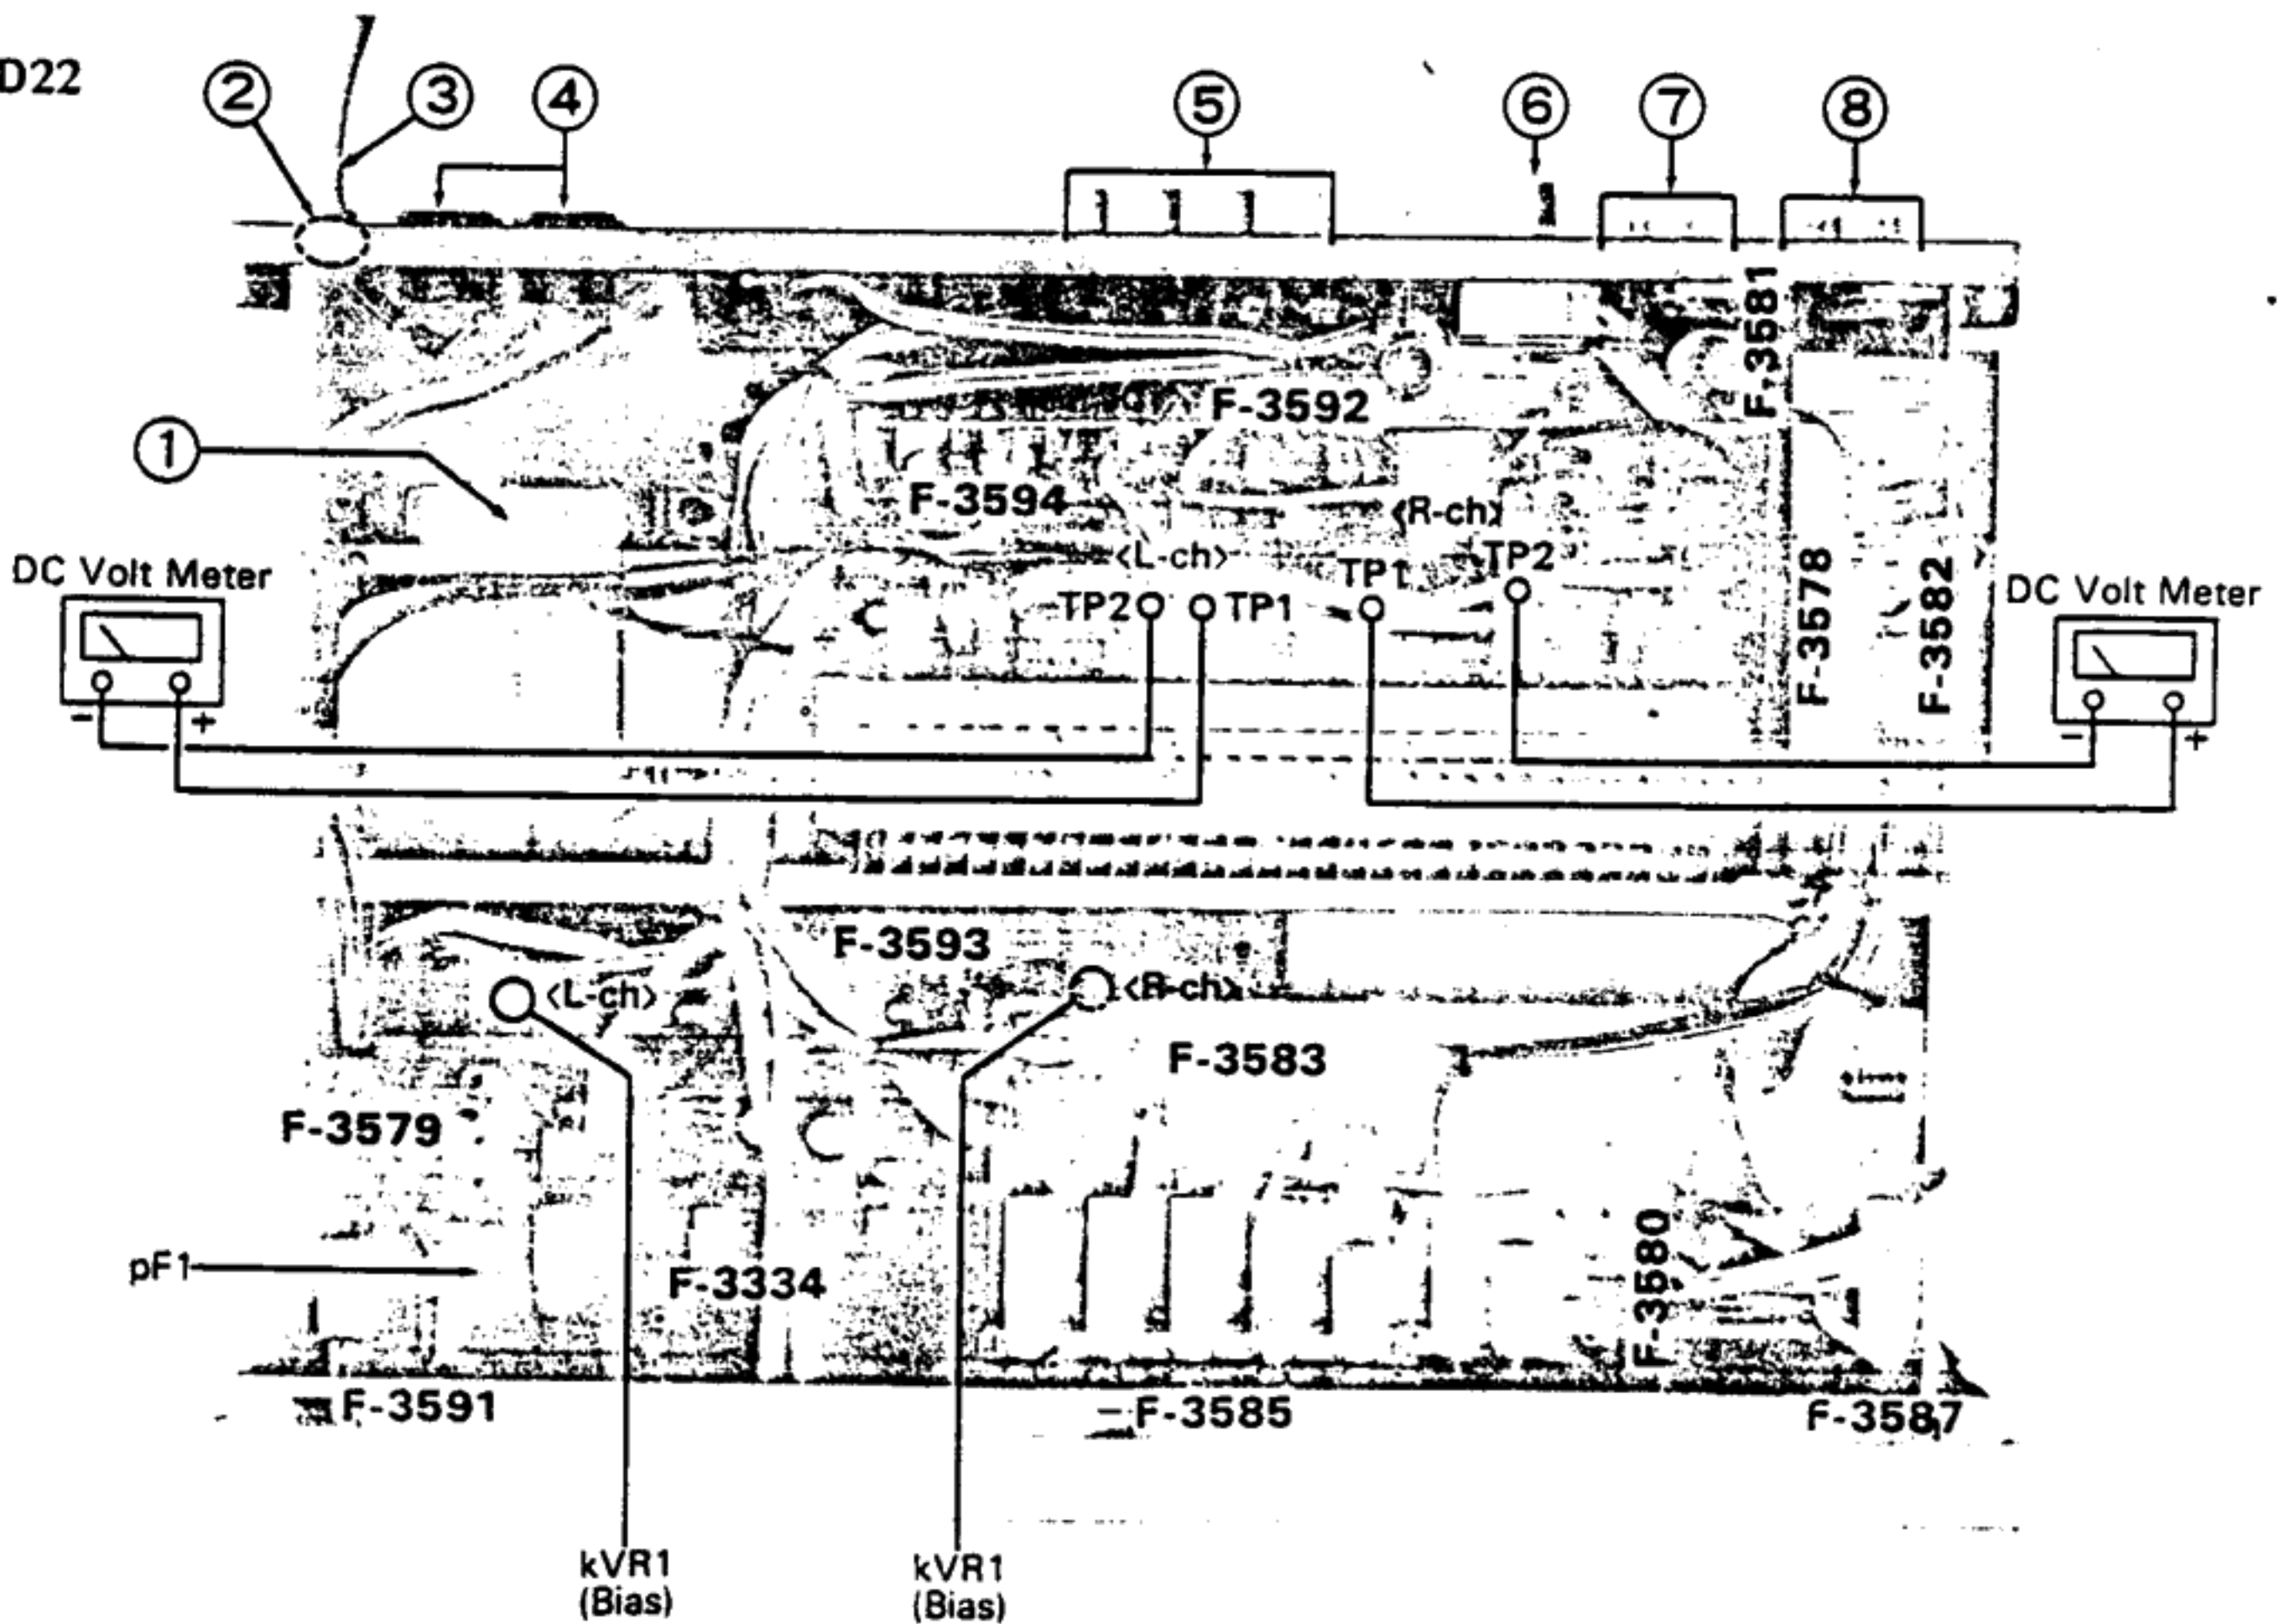 D22
2
3
4
5
6
7
8
1
F-3581
F-3592
F-3594
<R-ch>
<L-ch>
TP1
TP2
TP2
TP1
DC Volt Meter
- +
F-3578
F-3582
DC Volt Meter
- +
F-3593
<L-ch>
<R-ch>
F-3583
F-3579
pF1
F-3334
F-3580
F-3591
F-3585
F-3587
kVR1
(Bias)
kVR1
(Bias)